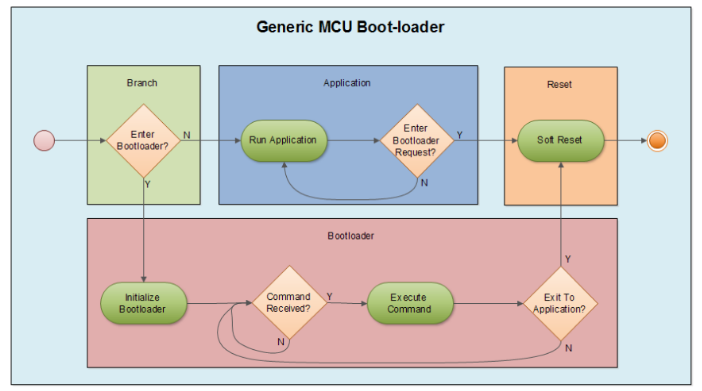 Generic MCU Boot-loader
Branch
Application
Reset
Enter
Bootloader?
N
Run Application
Enter
Bootloader
Request?
Y
Soft Reset
Y
N
Bootloader
Initialize
Bootloader
Command
Received?
Y
Execute
Command
Y
Exit To
Application?
N
N